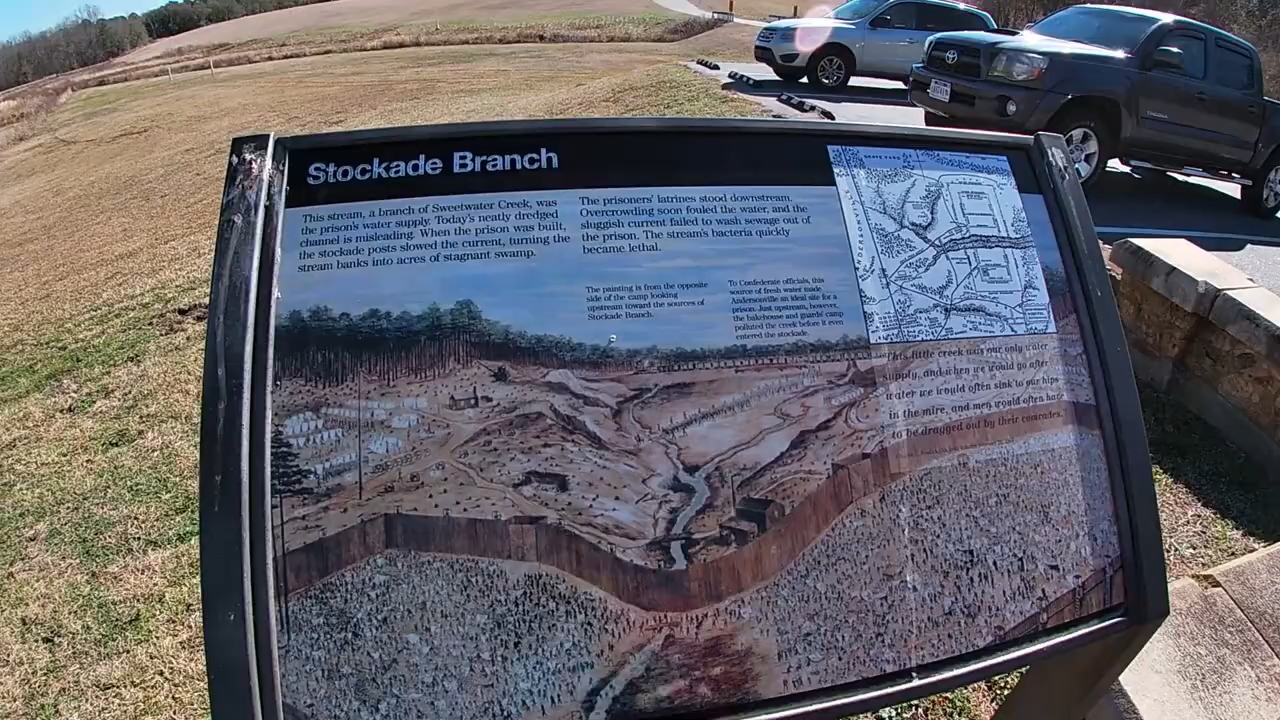 Stockade Branch
This stream, a branch of Sweetwater Creek, was
the prison's water supply. Today's neatly dredged
channel is misleading. When the prison was built,
the stockade posts slowed the current, turning the
stream banks into acres of stagnant swamp.
The prisoners' latrines stood downstream.
Overcrowding soon fouled the water, and the
sluggish current failed to wash sewage out of
the prison. The stream's bacteria quickly
became lethal.
The painting is from the opposite
side of the camp looking
upstream toward the sources of
Stockade Branch.
To Confederate officials, this
source of fresh water made
Andersonville an ideal site for a
prison. Just upstream, however,
the bakehouse and guards' camp
polluted the creek before it even
entered the stockade.
This little creek was our only water
supply, and when we would go after
water we would often sink to our hips
in the mire, and men would often have
to be dragged out by their comrades.